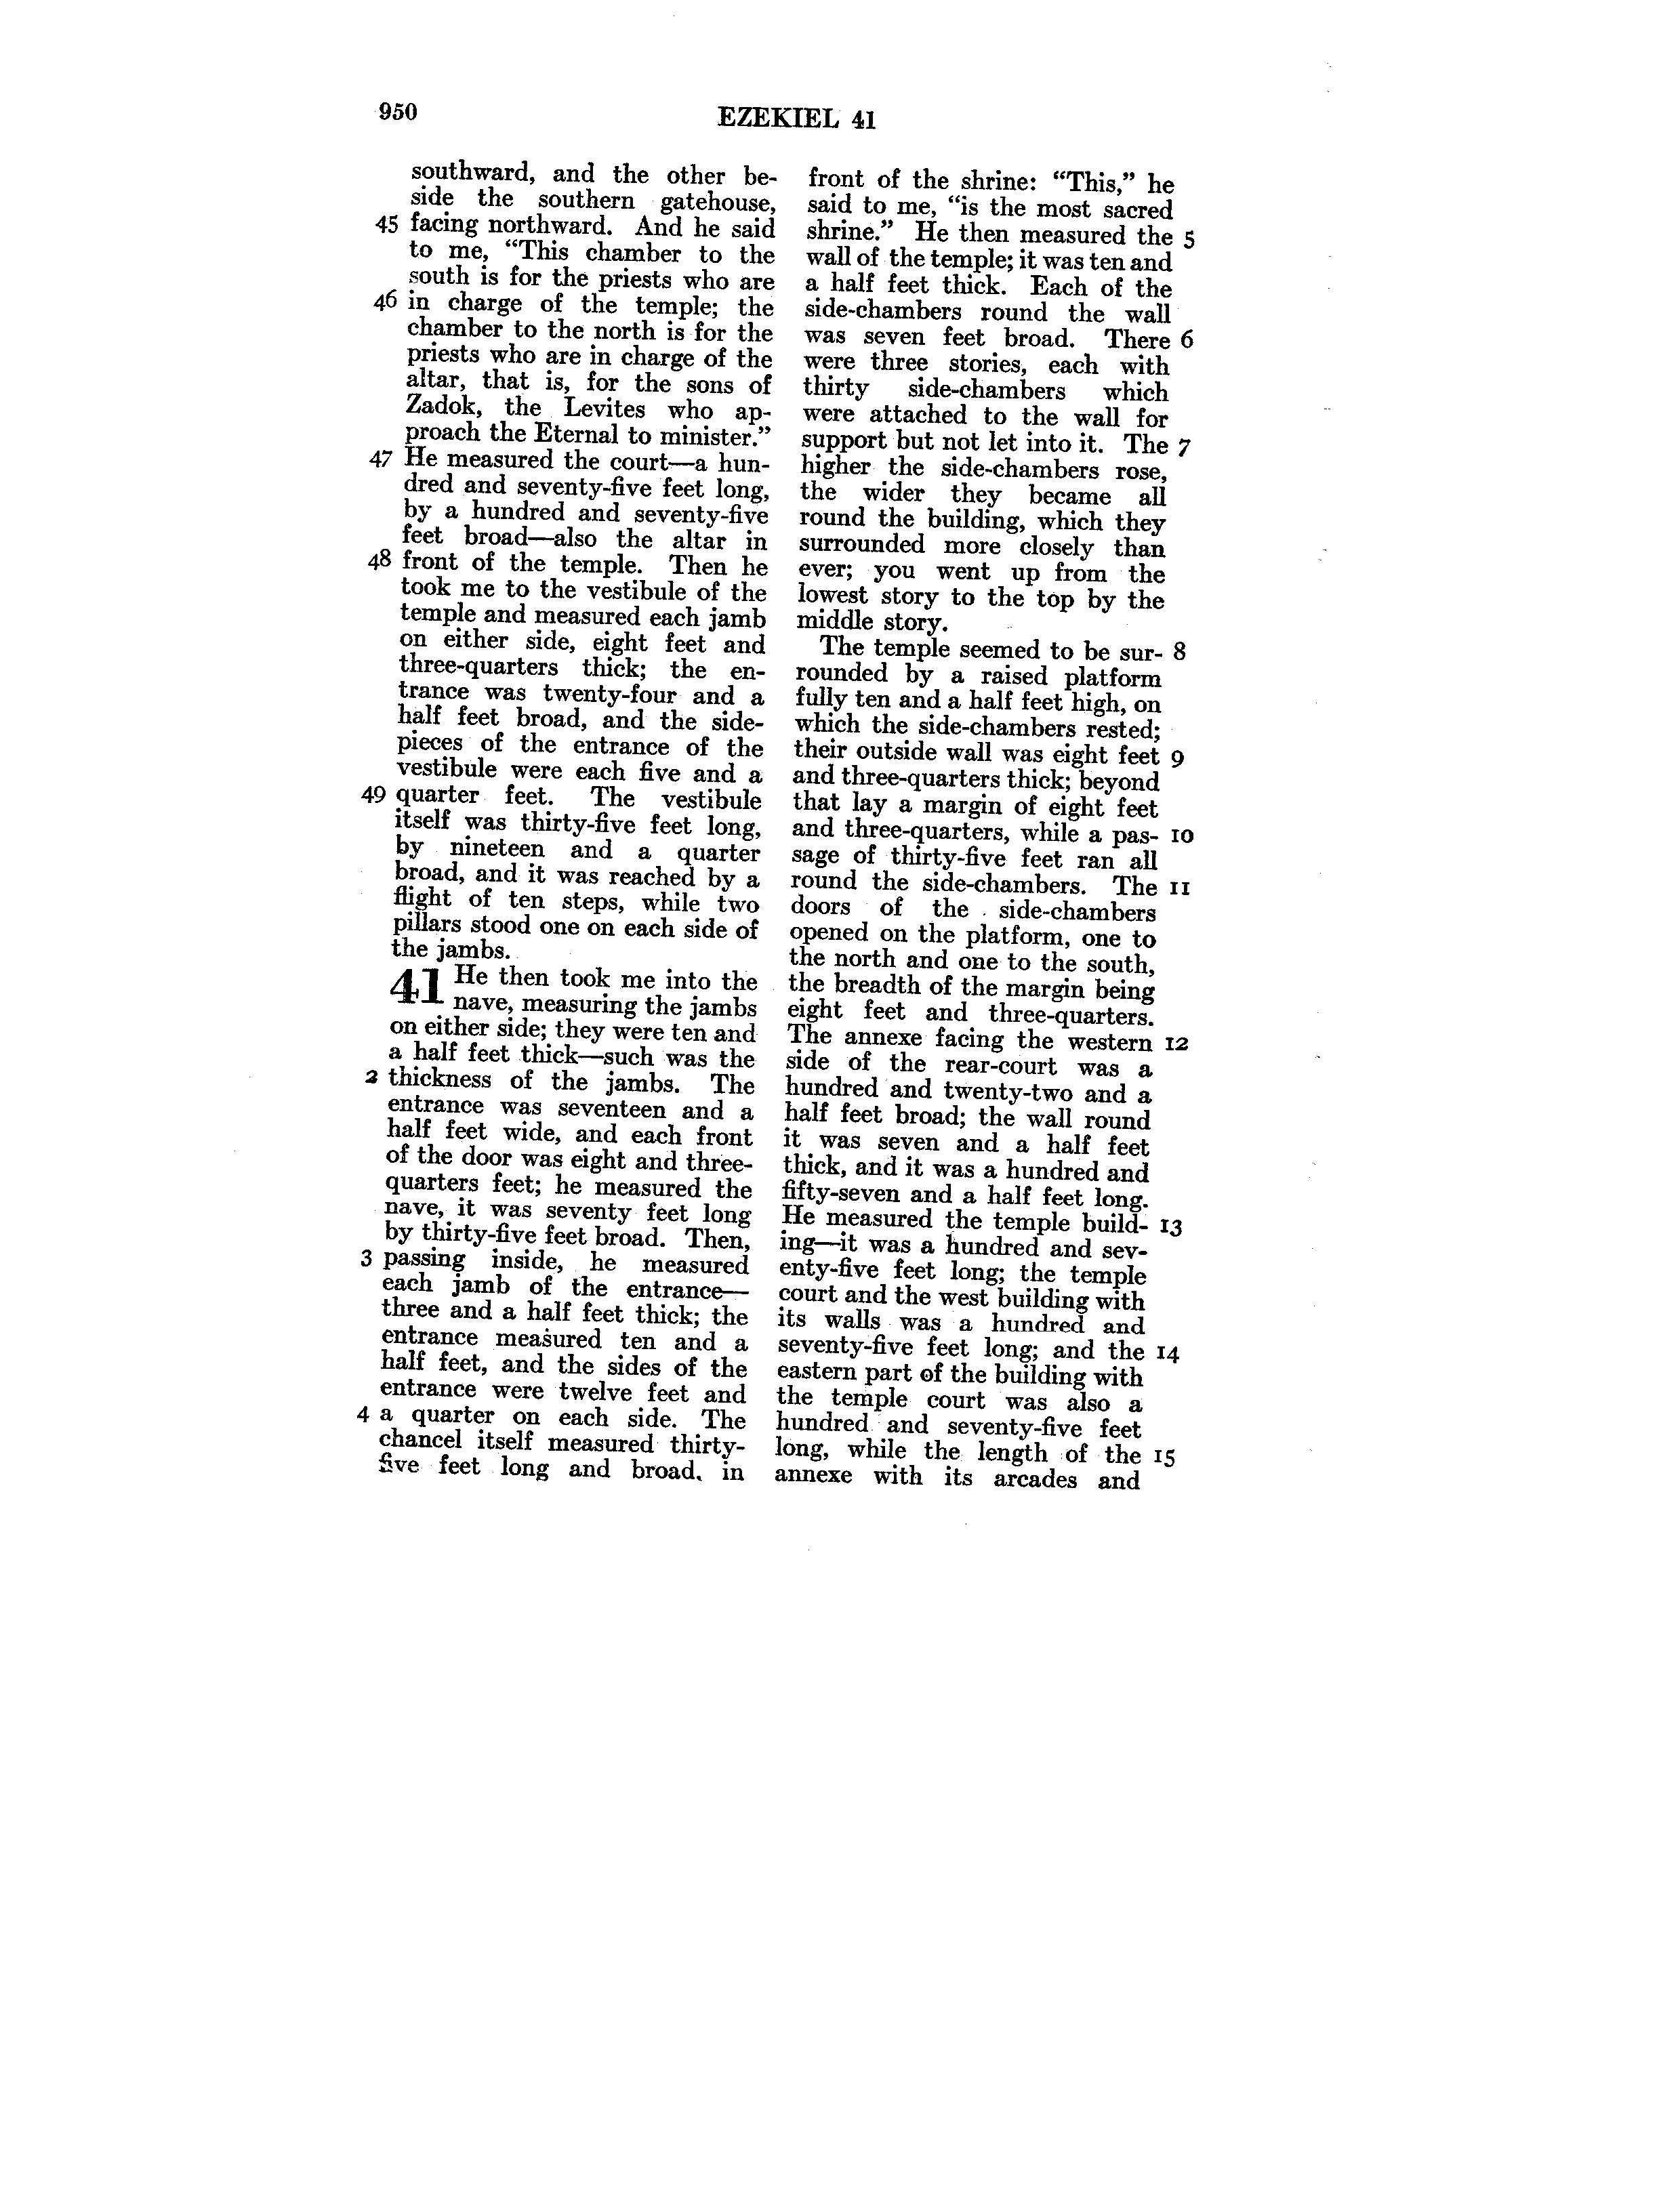 950
EZEKIEL 41
southward, and the other be-
side the southern gatehouse,
45 facing northward. And he said
to me, “This chamber to the
south is for the priests who are
46 in charge of the temple; the
chamber to the north is for the
priests who are in charge of the
altar, that is, for the sons of
Zadok, the Levites who ap-
proach the Eternal to minister.”
47 He measured the court—a hun-
dred and seventy-five feet long,
by a hundred and seventy-five
feet broad—also the altar in
48 front of the temple. Then he
took me to the vestibule of the
temple and measured each jamb
on either side, eight feet and
three-quarters thick; the en-
trance was twenty-four and a
half feet broad, and the side-
pieces of the entrance of the
vestibule were each five and a
49 quarter feet. The vestibule
itself was thirty-five feet long,
by nineteen and a quarter
broad, and it was reached by a
flight of ten steps, while two
pillars stood one on each side of
the jambs.
41 He then took me into the
nave, measuring the jambs
on either side; they were ten and
a half feet thick—such was the
2 thickness of the jambs. The
entrance was seventeen and a
half feet wide, and each front
of the door was eight and three-
quarters feet; he measured the
nave, it was seventy feet long
by thirty-five feet broad. Then,
3 passing inside, he measured
each jamb of the entrance—
three and a half feet thick; the
entrance measured ten and a
half feet, and the sides of the
entrance were twelve feet and
4 a quarter on each side. The
chancel itself measured thirty-
five feet long and broad, in
front of the shrine: “This,” he
said to me, “is the most sacred
shrine.” He then measured the 5
wall of the temple; it was ten and
a half feet thick. Each of the
side-chambers round the wall
was seven feet broad. There 6
were three stories, each with
thirty side-chambers which
were attached to the wall for
support but not let into it. The 7
higher the side-chambers rose,
the wider they became all
round the building, which they
surrounded more closely than
ever; you went up from the
lowest story to the top by the
middle story.
The temple seemed to be sur- 8
rounded by a raised platform
fully ten and a half feet high, on
which the side-chambers rested;
their outside wall was eight feet 9
and three-quarters thick; beyond
that lay a margin of eight feet
and three-quarters, while a pas- 10
sage of thirty-five feet ran all
round the side-chambers. The 11
doors of the side-chambers
opened on the platform, one to
the north and one to the south,
the breadth of the margin being
eight feet and three-quarters.
The annexe facing the western 12
side of the rear-court was a
hundred and twenty-two and a
half feet broad; the wall round
it was seven and a half feet
thick, and it was a hundred and
fifty-seven and a half feet long.
He measured the temple build- 13
ing—it was a hundred and sev-
enty-five feet long; the temple
court and the west building with
its walls was a hundred and
seventy-five feet long; and the 14
eastern part of the building with
the temple court was also a
hundred and seventy-five feet
long, while the length of the 15
annexe with its arcades and